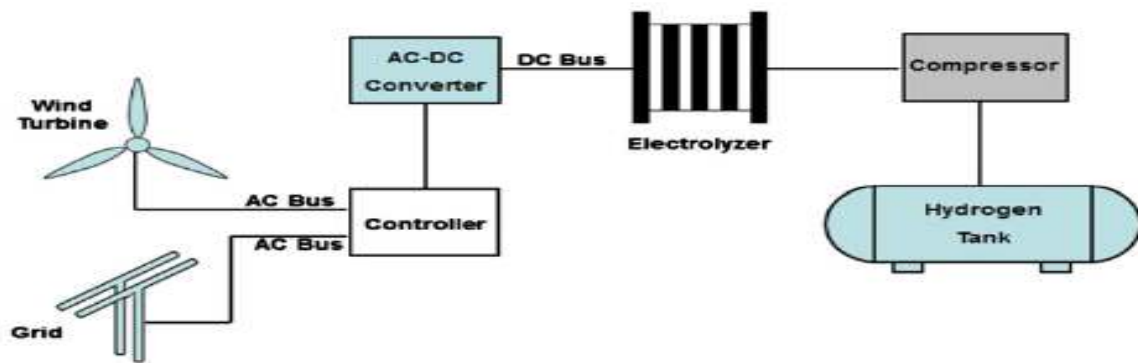 Wind
Turbine
AC Bus
AC Bus
Grid
Controller
AC-DC
Converter
DC Bus
Electrolyzer
Compressor
Hydrogen
Tank